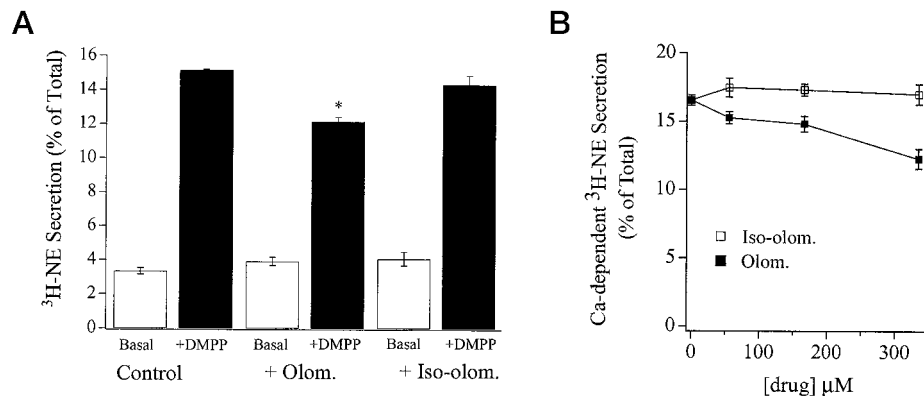 A
³H-NE Secretion (% of Total)
16
14
12
10
8
6
4
2
0
*
Basal +DMPP Basal +DMPP Basal +DMPP
Control + Olom. + Iso-olom.
B
Ca-dependent ³H-NE Secretion
(% of Total)
20
15
10
5
0
Iso-olom.
Olom.
0 100 200 300
[drug] µM